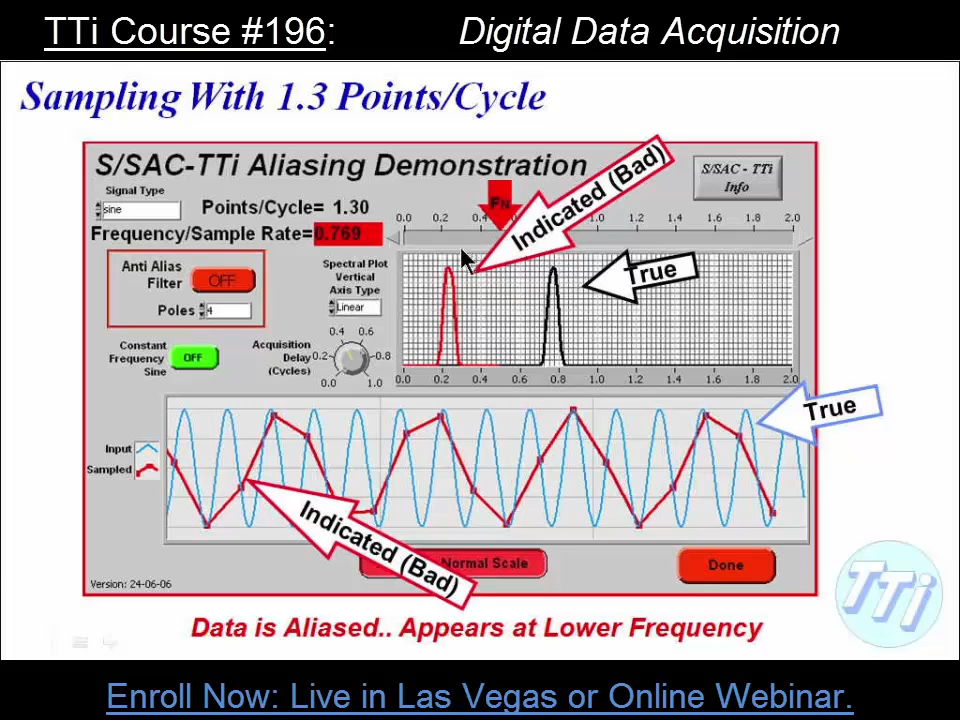 TTi Course #196: Digital Data Acquisition
Sampling With 1.3 Points/Cycle
S/SAC-TTi Aliasing Demonstration
S/SAC - TTi
Info
Signal Type
sine
Points/Cycle= 1.30
Frequency/Sample Rate=0.769
FN
0.0 0.2 0.4 1.0 1.2 1.4 1.6 1.8 2.0
Indicated (Bad)
True
Anti Alias
Filter
OFF
Poles 4
Spectral Plot
Vertical
Axis Type
Linear
Constant
Frequency
Sine
OFF
Acquisition
Delay
(Cycles)
0.0 0.2 0.4 0.6 0.8 1.0
0.0 0.2 0.4 0.6 0.8 1.0 1.2 1.4 1.6 1.8 2.0
True
Input
Sampled
Indicated (Bad)
Normal Scale
Done
Version: 24-06-06
TTi
Data is Aliased.. Appears at Lower Frequency
Enroll Now: Live in Las Vegas or Online Webinar.